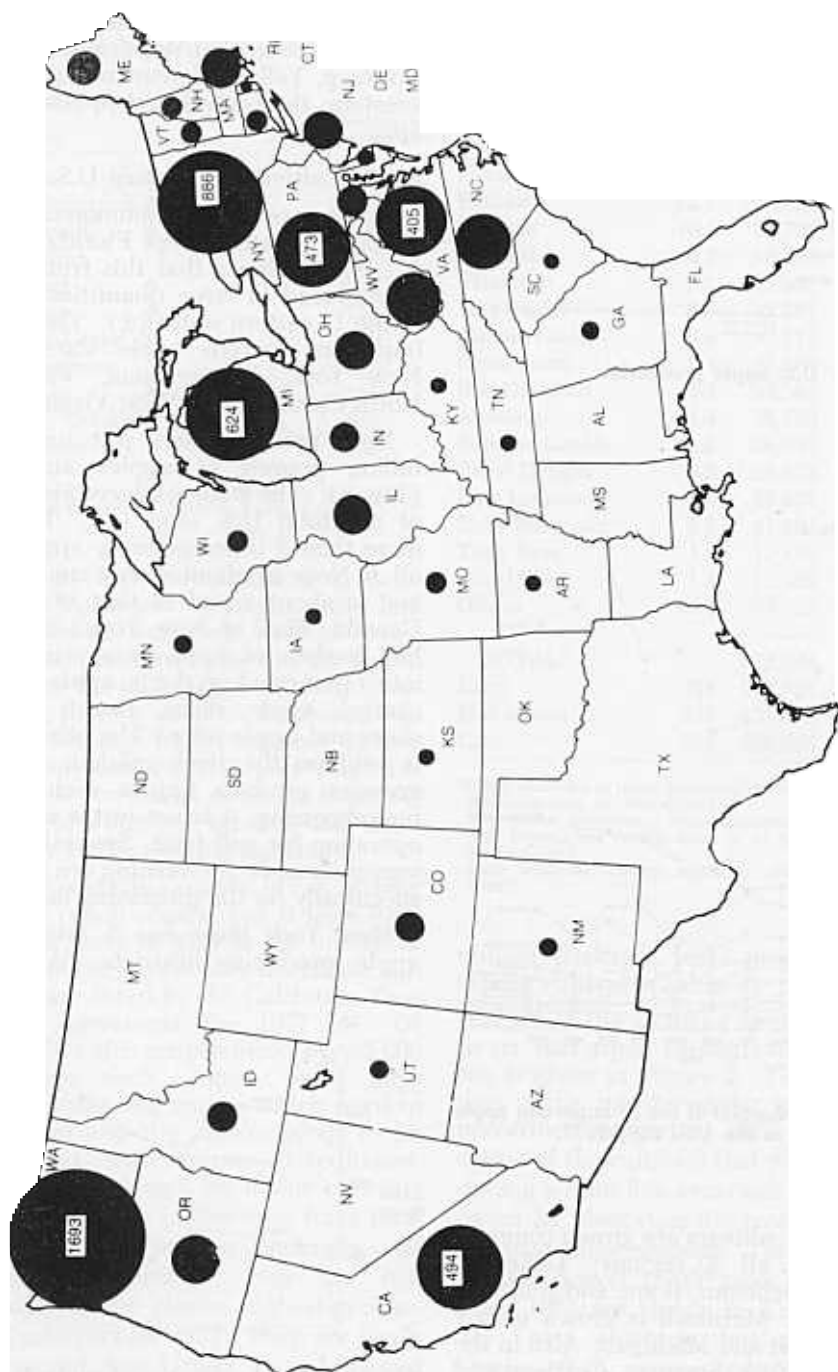 WA
1693
OR
CA
494
NV
ID
UT
AZ
MT
WY
CO
NM
ND
SD
NB
KS
OK
TX
MN
IA
MO
AR
LA
WI
IL
MS
MI
624
IN
KY
TN
AL
OH
WV
VA
405
NC
SC
GA
FL
NY
886
PA
473
VT
NH
ME
MA
RI
CT
NJ
DE
MD